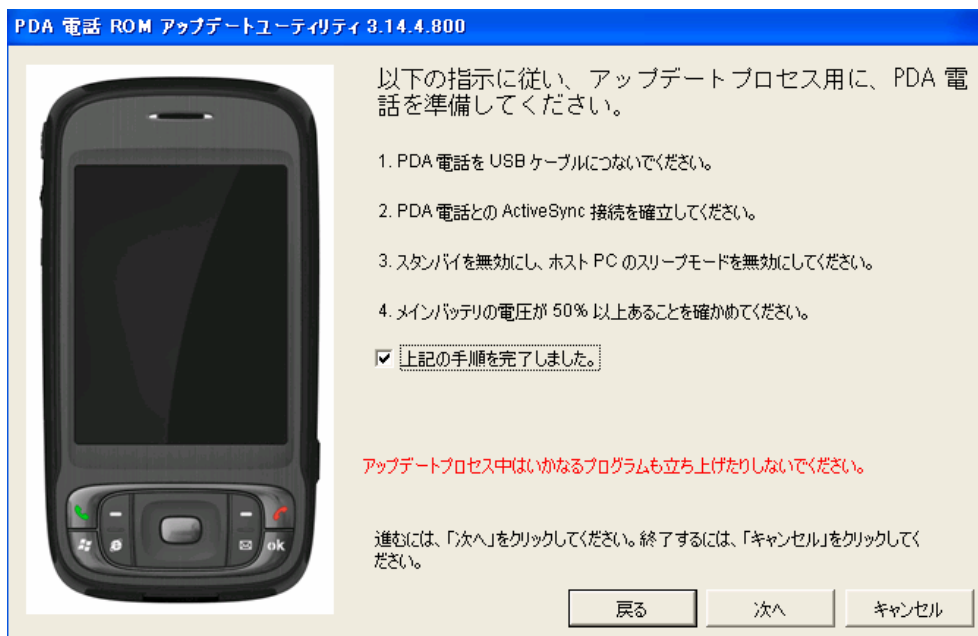 PDA 電話 ROM アップデートユーティリティ 3.14.4.800
以下の指示に従い、アップデートプロセス用に、PDA 電
話を準備してください。
1. PDA 電話を USB ケーブルにつないでください。
2. PDA 電話との ActiveSync 接続を確立してください。
3. スタンバイを無効にし、ホスト PC のスリープモードを無効にしてください。
4. メインバッテリの電圧が 50% 以上あることを確かめてください。
上記の手順を完了しました。
アップデートプロセス中はいかなるプログラムも立ち上げたりしないでください。
進むには、「次へ」をクリックしてください。終了するには、「キャンセル」をクリックしてく
ださい。
ok
戻る
次へ
キャンセル